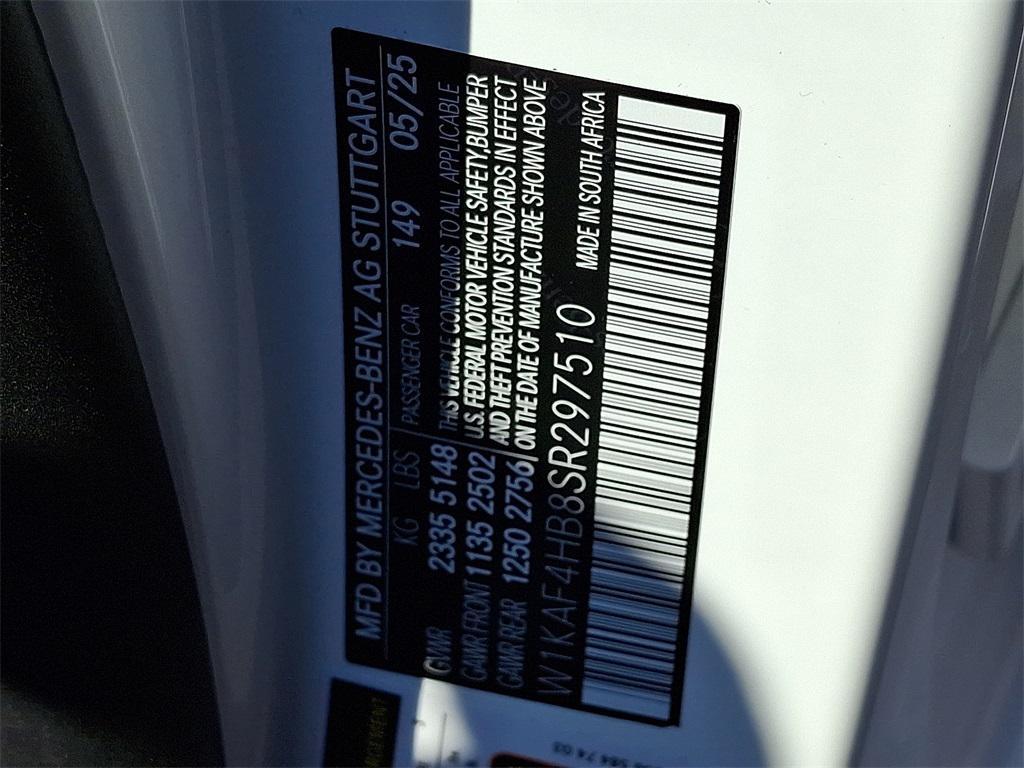 MFD BY MERCEDES-BENZ AG STUTTGART
KG LBS PASSENGER CAR 149 05/25
GVWR 2335 5148 THIS VEHICLE CONFORMS TO ALL APPLICABLE
GAWR FRONT 1135 2502 U.S. FEDERAL MOTOR VEHICLE SAFETY,BUMPER
GAWR REAR 1250 2756 AND THEFT PREVENTION STANDARDS IN EFFECT
ON THE DATE OF MANUFACTURE SHOWN ABOVE
W1KAF4HB8SR297510 MADE IN SOUTH AFRICA